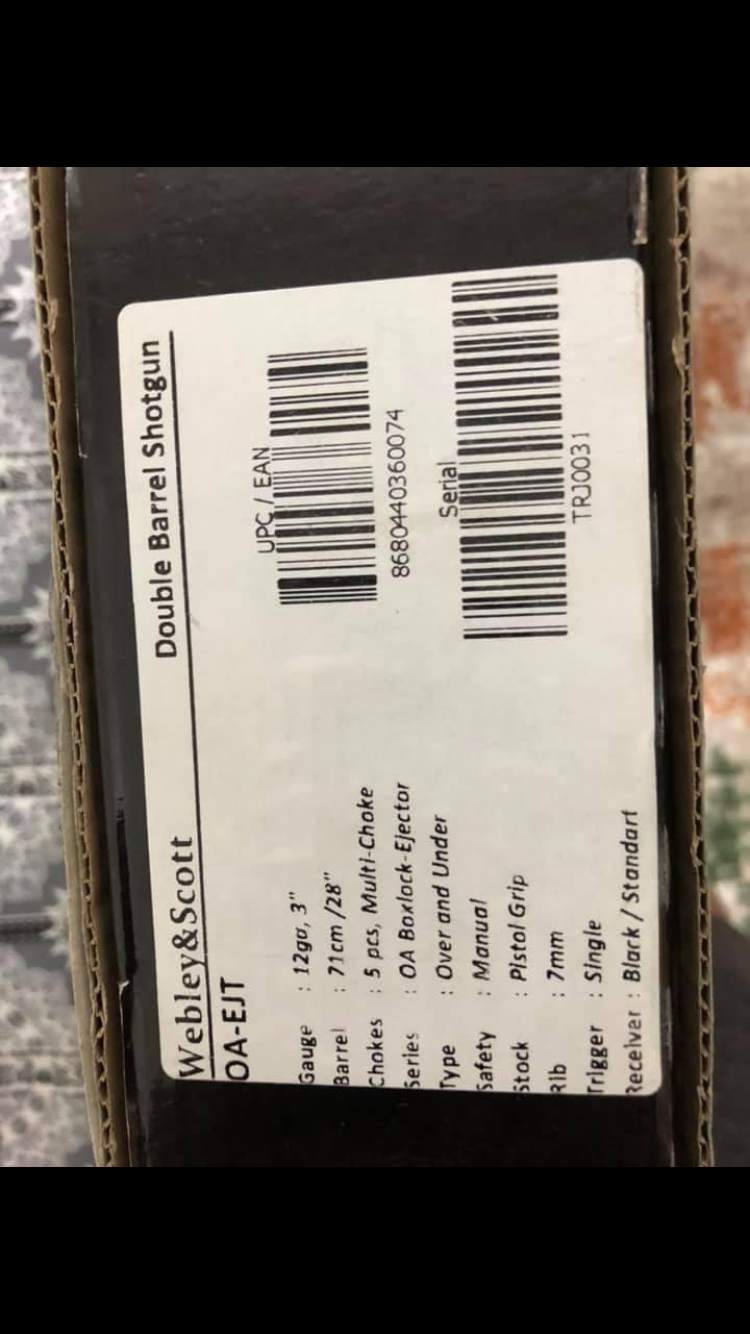 Webley&Scott Double Barrel Shotgun
OA-EJT
Gauge : 12ga, 3"
Barrel : 71cm /28"
Chokes : 5 pcs, Multi-Choke
Series : OA Boxlock-Ejector
Type : Over and Under
Safety : Manual
Stock : Pistol Grip
Rib : 7mm
Trigger : Single
Receiver : Black / Standart
UPC / EAN
8680440360074
Serial
TRJ0031